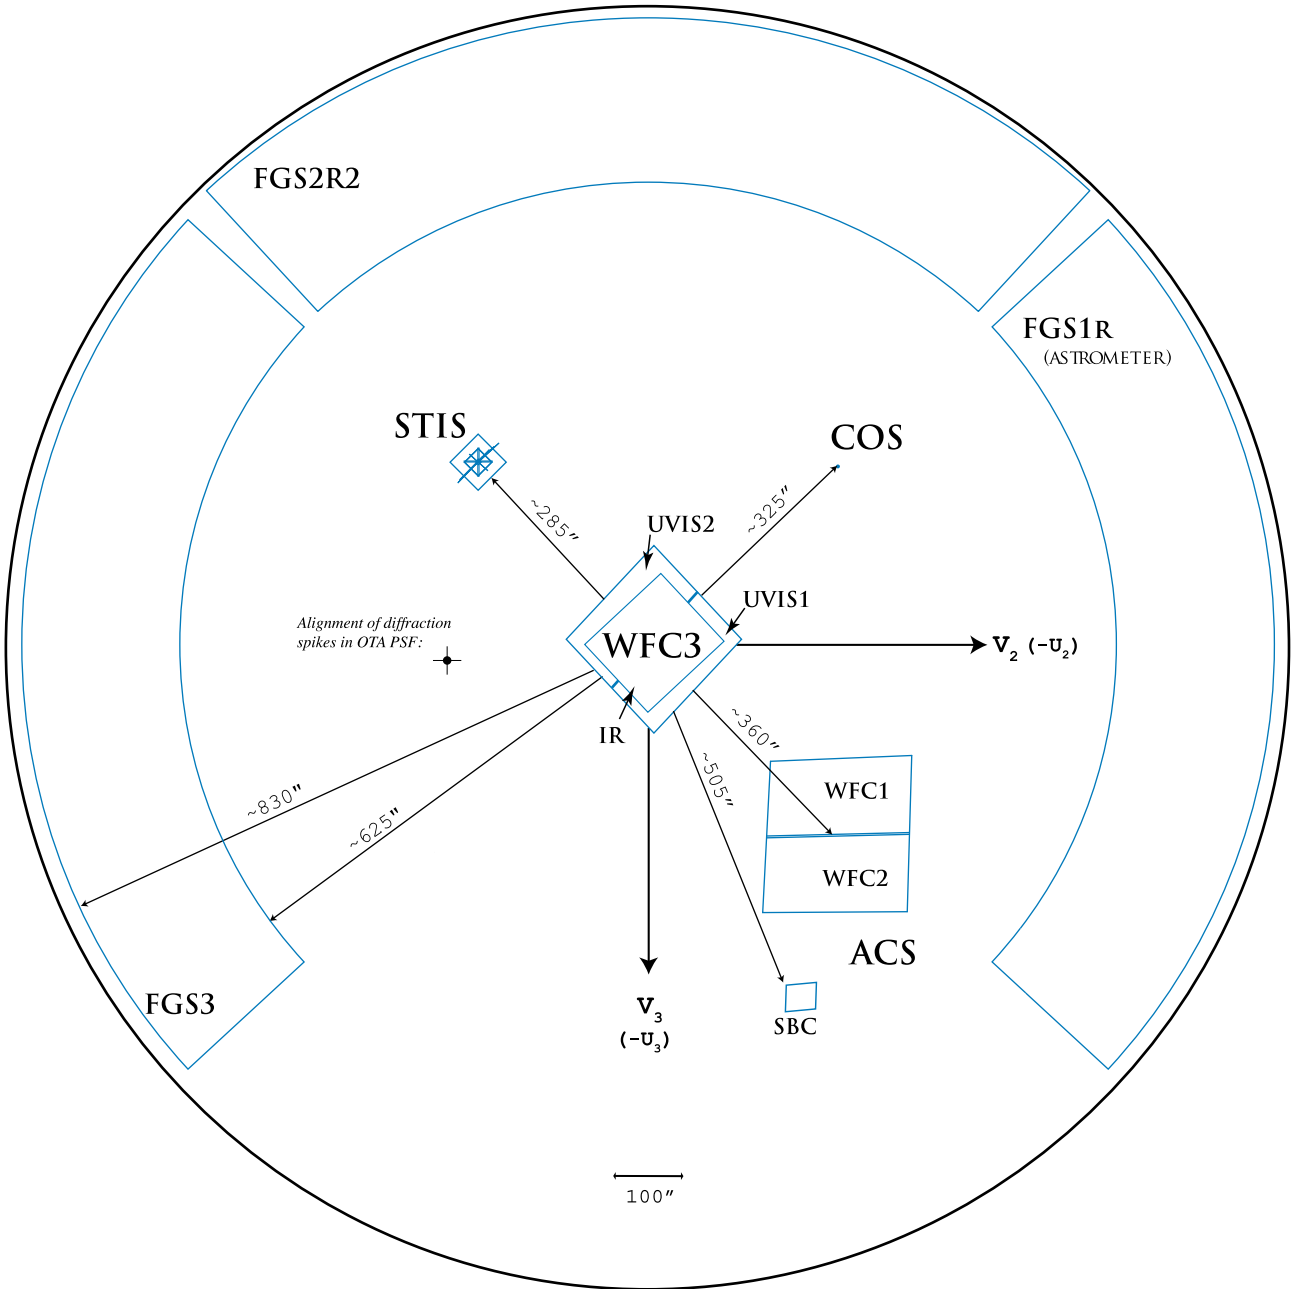 FGS2R2
FGS1R
(ASTROMETER)
STIS
COS
~285″
~325″
UVIS2
UVIS1
Alignment of diffraction
spikes in OTA PSF:
WFC3
V2 (-U2)
IR
~360″
~505″
~830″
~625″
WFC1
WFC2
ACS
FGS3
V3
(-U3)
SBC
100″